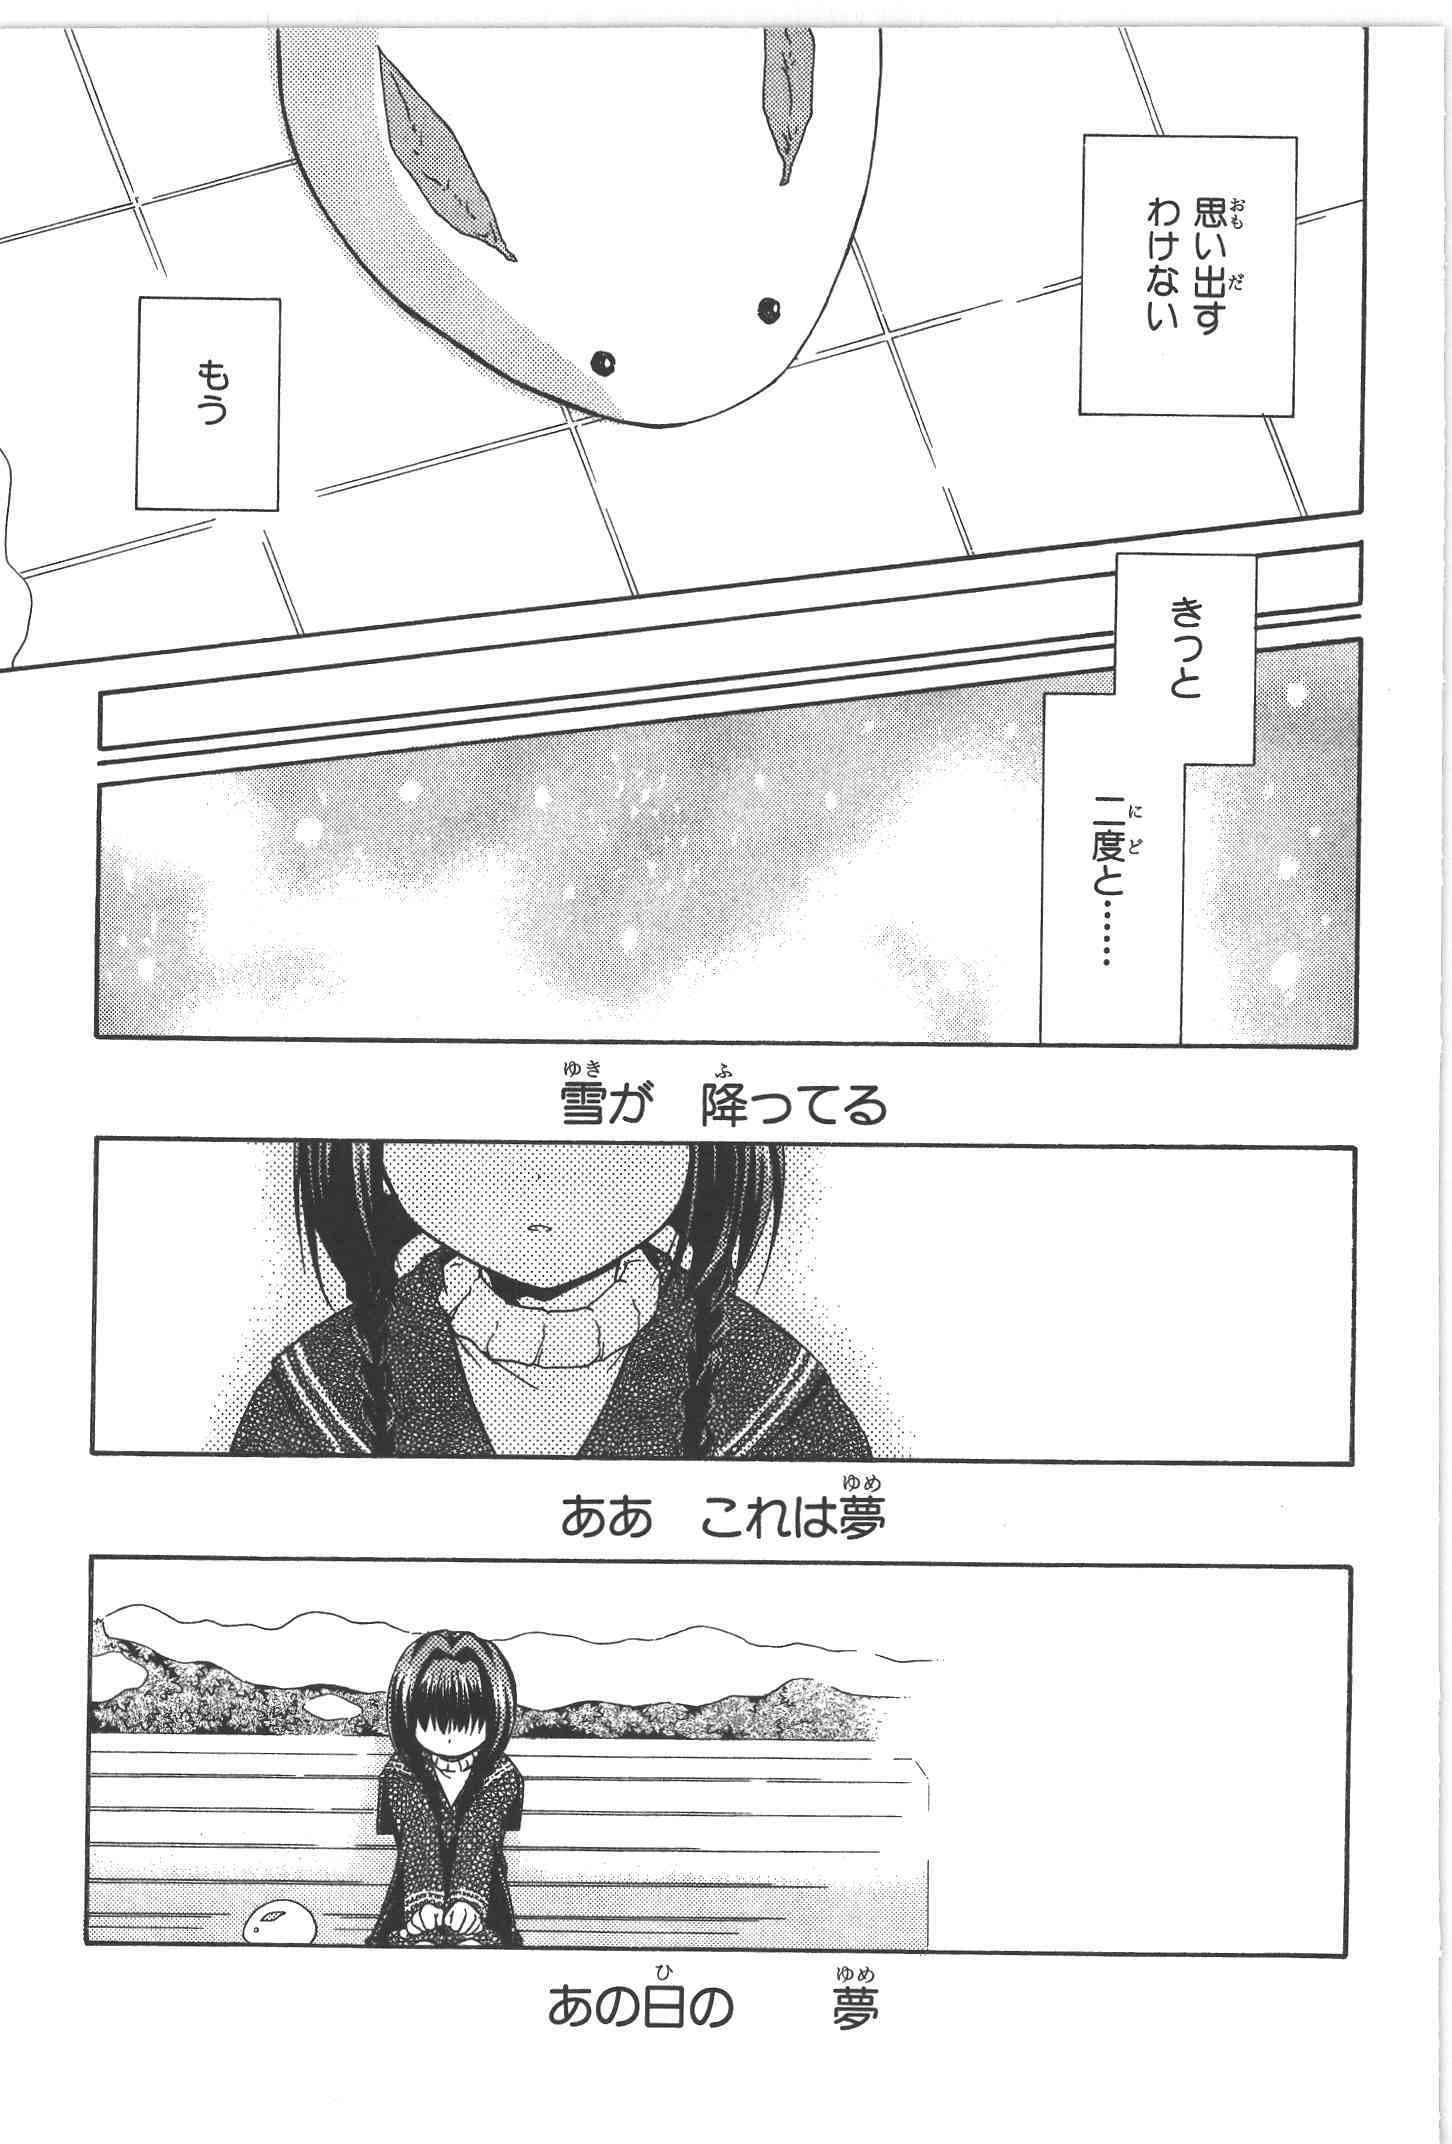 思い出す
わけない
もう
きっと
二度と……
雪が　降ってる
ああ　これは夢
あの日の　　夢